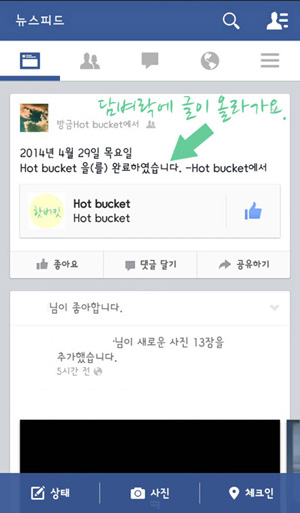 뉴스피드
담벼락에 글이 올라가요.
방금Hot bucket에서
2014년 4월 29일 목요일
Hot bucket 을(를) 완료하였습니다. -Hot bucket에서
핫버킷
Hot bucket
Hot bucket
좋아요
댓글 달기
공유하기
님이 좋아합니다.
님이 새로운 사진 13장을
추가했습니다.
5시간 전
상태
사진
체크인